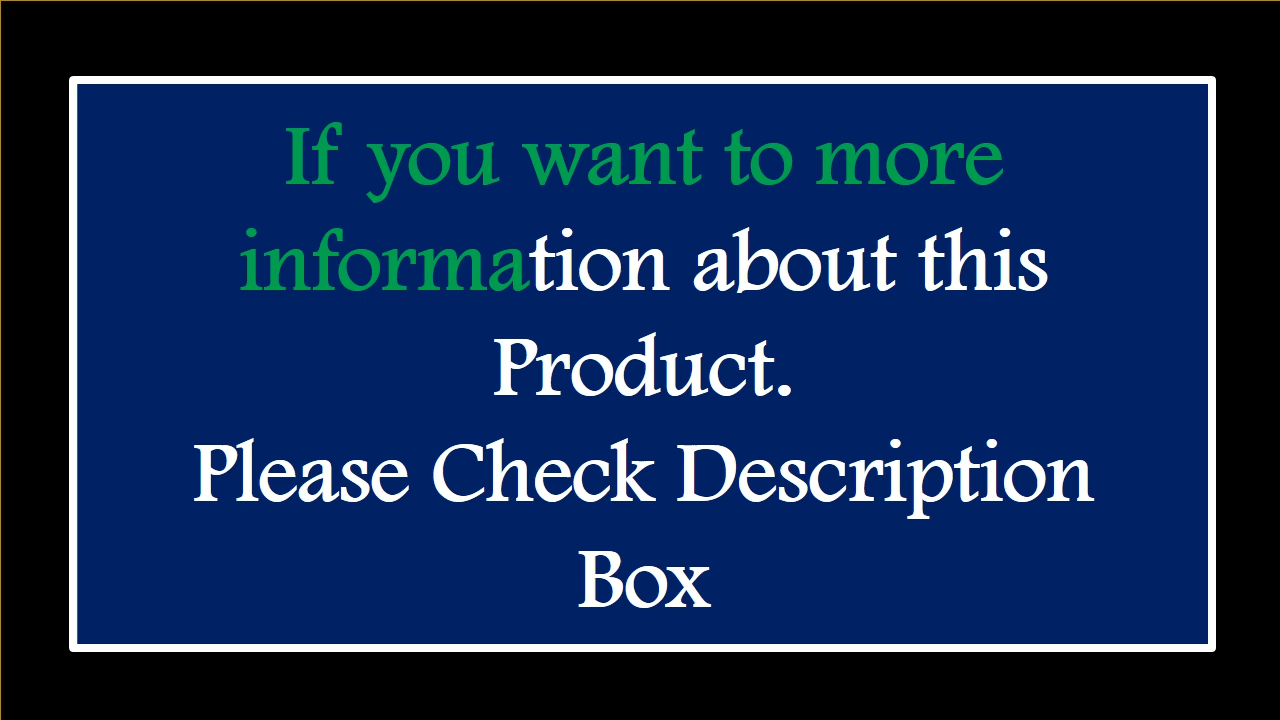 If you want to more
information about this
Product.
Please Check Description
Box